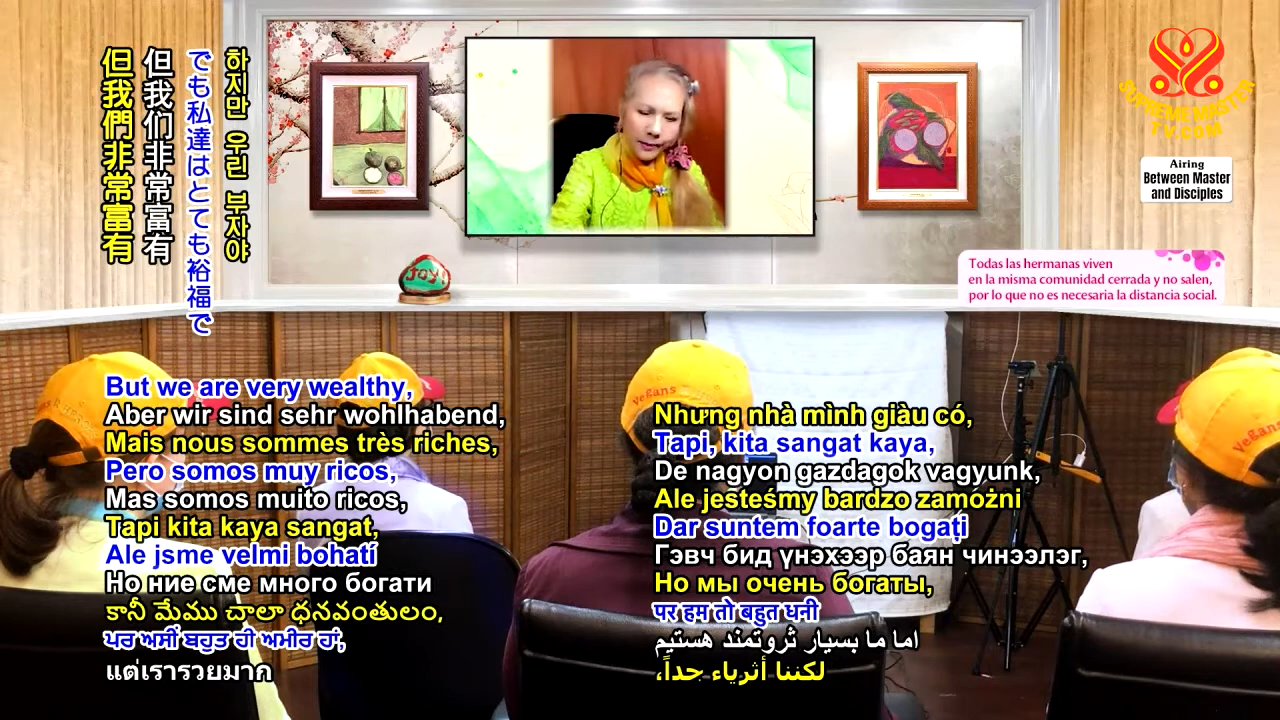 하지만 우린 부자야
でも私達はとても裕福で
但我们非常富有
但我們非常富有
SUPREME MASTER
TV.COM
Airing
Between Master
and Disciples
Joy!
Todas las hermanas viven
en la misma comunidad cerrada y no salen,
por lo que no es necesaria la distancia social.
But we are very wealthy,
Aber wir sind sehr wohlhabend,
Mais nous sommes très riches,
Pero somos muy ricos,
Mas somos muito ricos,
Tapi kita kaya sangat,
Ale jsme velmi bohatí
Но ние сме много богати
కానీ మేము చాలా ధనవంతులం,
ਪਰ ਅਸੀਂ ਬਹੁਤ ਹੀ ਅਮੀਰ ਹਾਂ,
แต่เรารวยมาก
Nhưng nhà mình giàu có,
Tapi, kita sangat kaya,
De nagyon gazdagok vagyunk,
Ale jesteśmy bardzo zamóżni
Dar suntem foarte bogați
Гэвч бид үнэхээр баян чинээлэг,
Но мы очень богаты,
पर हम तो बहुत धनी
اما ما بسیار ثروتمند هستیم
لكننا أثرياء جداً،
Vegans
Vegans